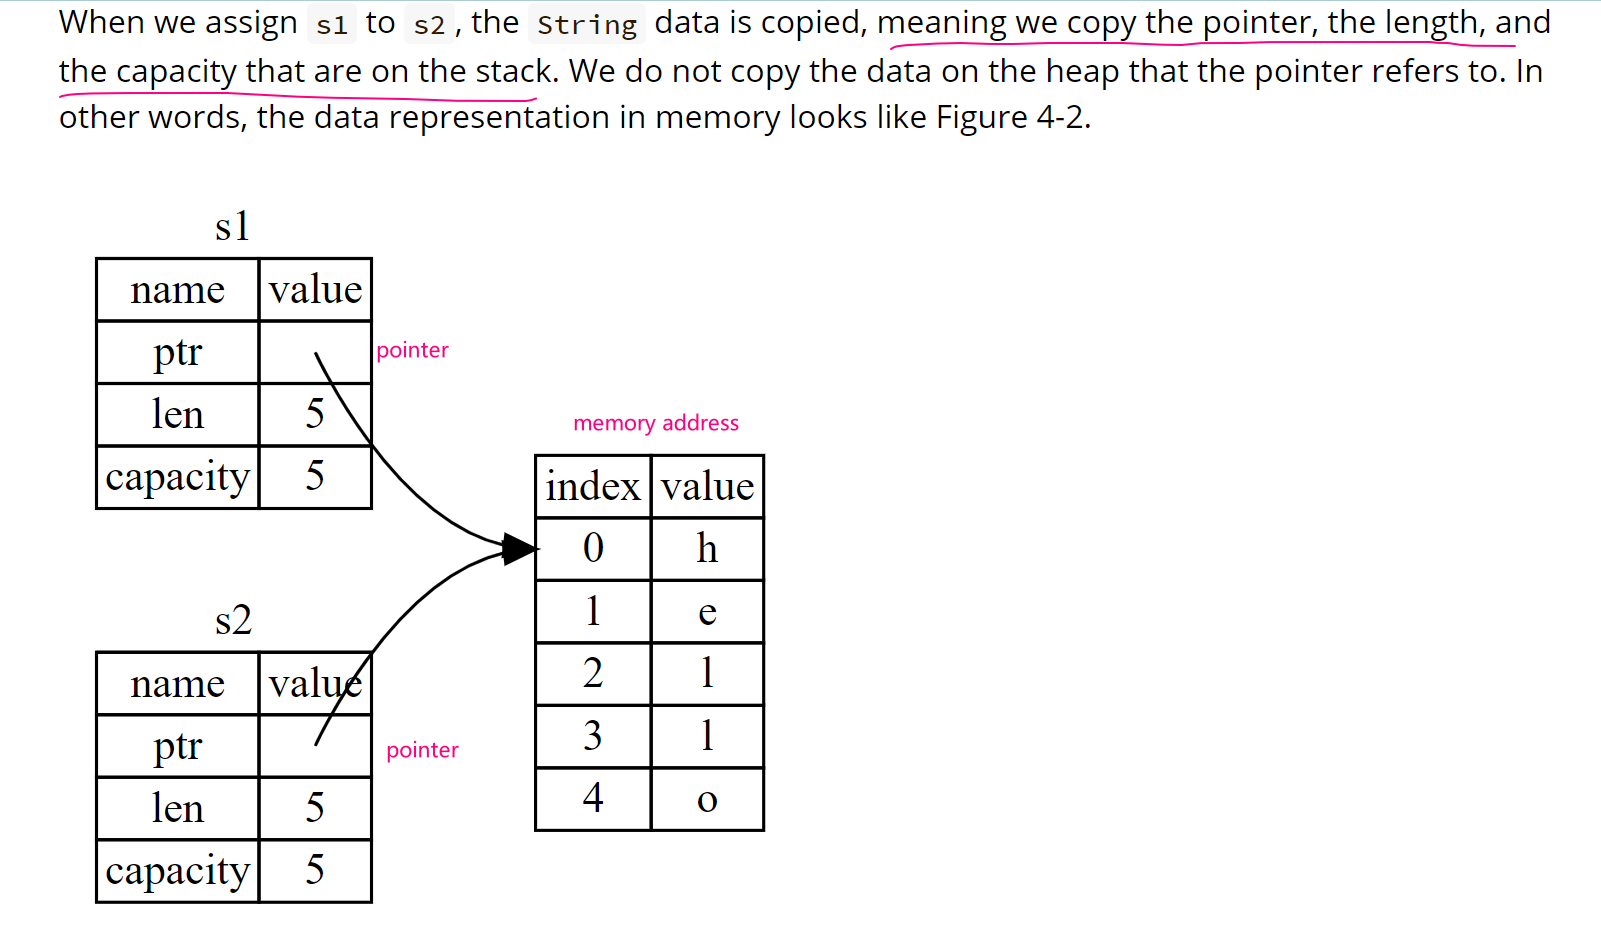 When we assign s1 to s2, the String data is copied, meaning we copy the pointer, the length, and
the capacity that are on the stack. We do not copy the data on the heap that the pointer refers to. In
other words, the data representation in memory looks like Figure 4-2.
s1
name value
ptr
pointer
len 5
capacity 5
memory address
index value
0 h
1 e
2 l
3 l
4 o
s2
name value
ptr
pointer
len 5
capacity 5